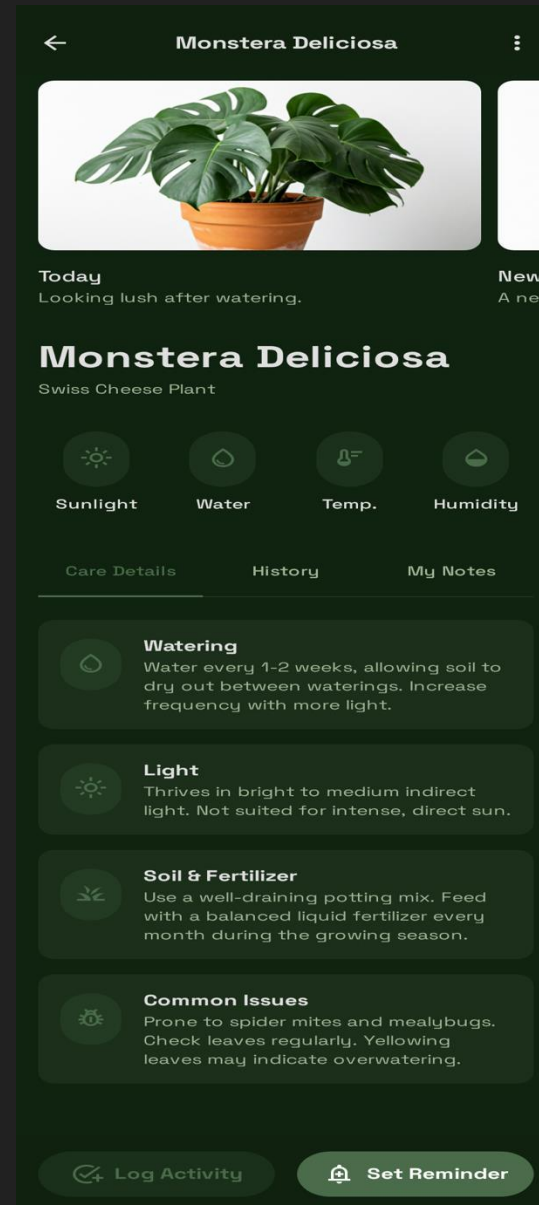 Monstera Deliciosa
Today
Looking lush after watering.
New
A ne
Monstera Deliciosa
Swiss Cheese Plant
Sunlight
Water
Temp.
Humidity
Care Details
History
My Notes
Watering
Water every 1-2 weeks, allowing soil to
dry out between waterings. Increase
frequency with more light.
Light
Thrives in bright to medium indirect
light. Not suited for intense, direct sun.
Soil & Fertilizer
Use a well-draining potting mix. Feed
with a balanced liquid fertilizer every
month during the growing season.
Common Issues
Prone to spider mites and mealybugs.
Check leaves regularly. Yellowing
leaves may indicate overwatering.
Log Activity
Set Reminder